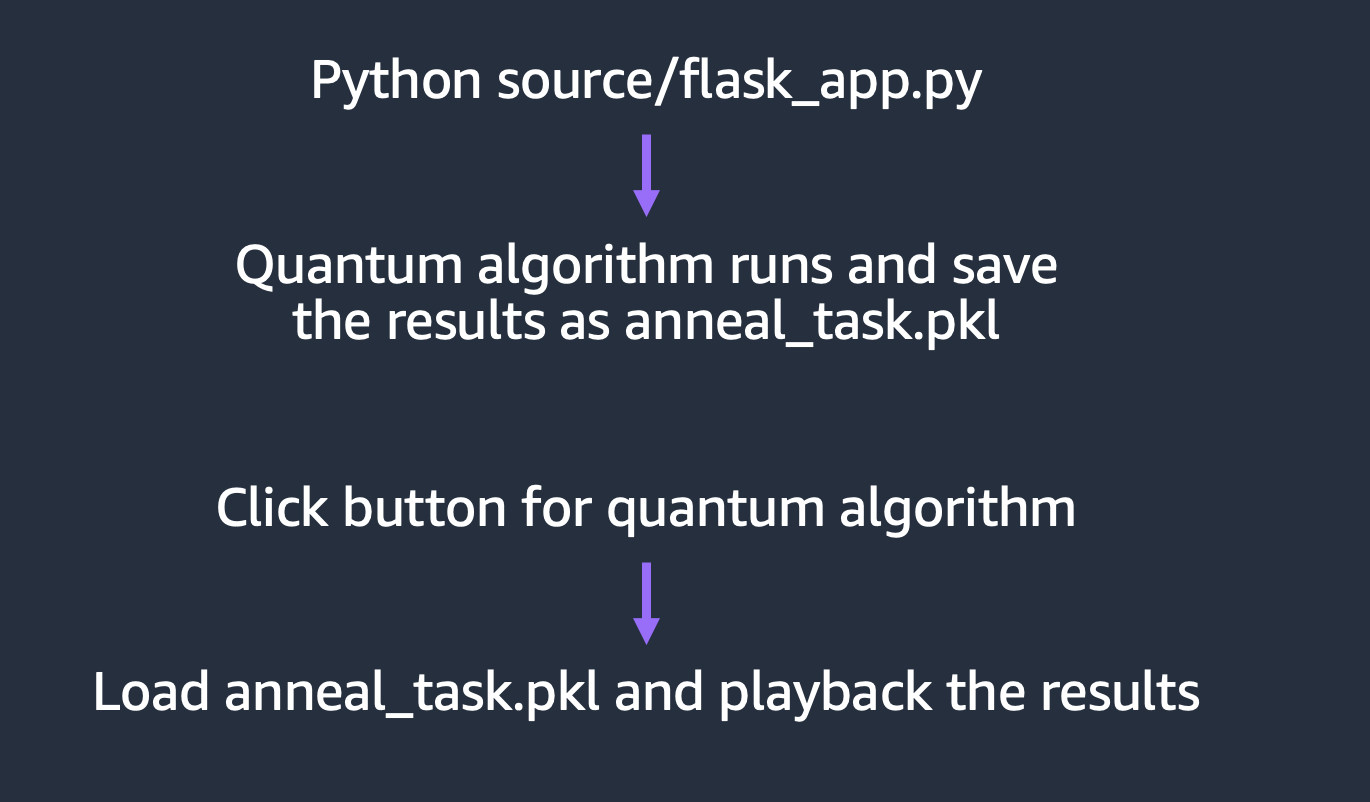 Python source/flask_app.py
Quantum algorithm runs and save
the results as anneal_task.pkl
Click button for quantum algorithm
Load anneal_task.pkl and playback the results